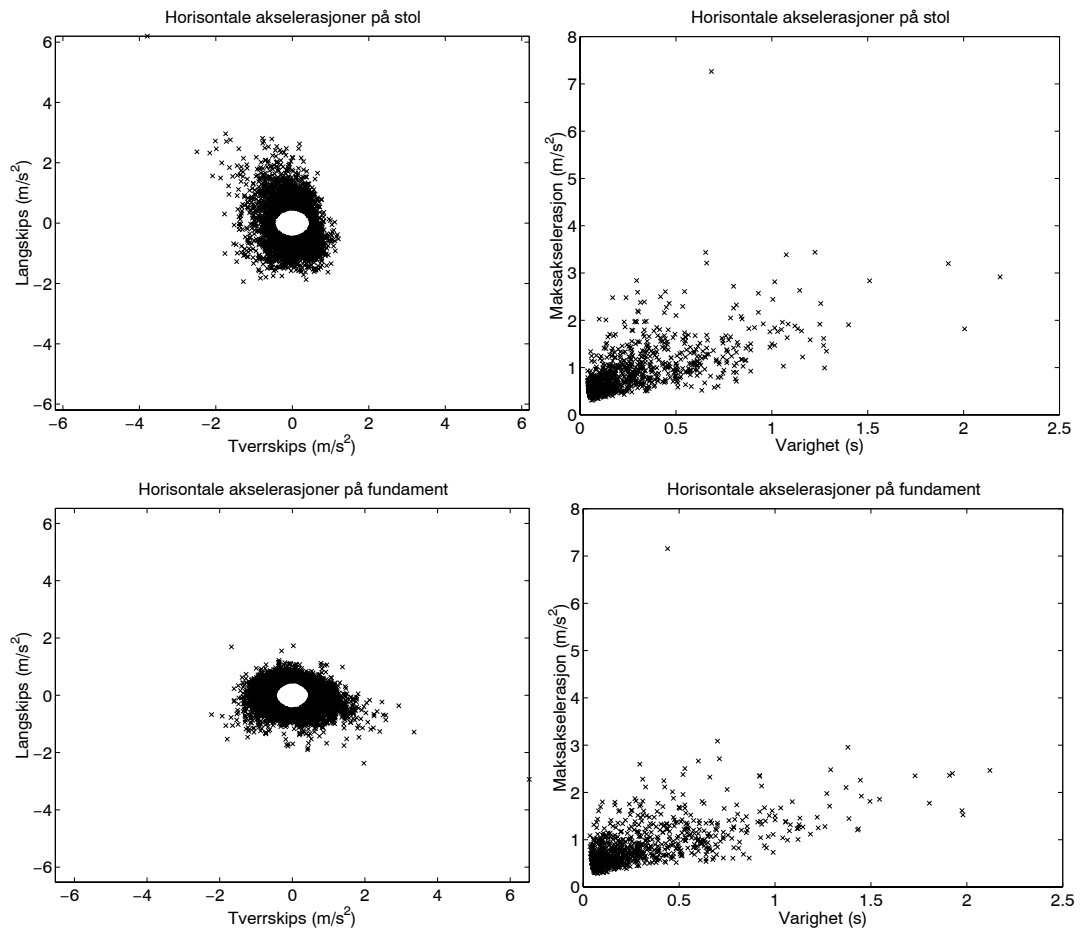 Horisontale akselerasjoner på stol
Langskips (m/s²)
6
4
2
0
−2
−4
−6
−6 −4 −2 0 2 4 6
Tverrskips (m/s²)
Horisontale akselerasjoner på stol
Maksakselerasjon (m/s²)
8
7
6
5
4
3
2
1
0
0 0.5 1 1.5 2 2.5
Varighet (s)
Horisontale akselerasjoner på fundament
Langskips (m/s²)
6
4
2
0
−2
−4
−6
−6 −4 −2 0 2 4 6
Tverrskips (m/s²)
Horisontale akselerasjoner på fundament
Maksakselerasjon (m/s²)
8
7
6
5
4
3
2
1
0
0 0.5 1 1.5 2 2.5
Varighet (s)